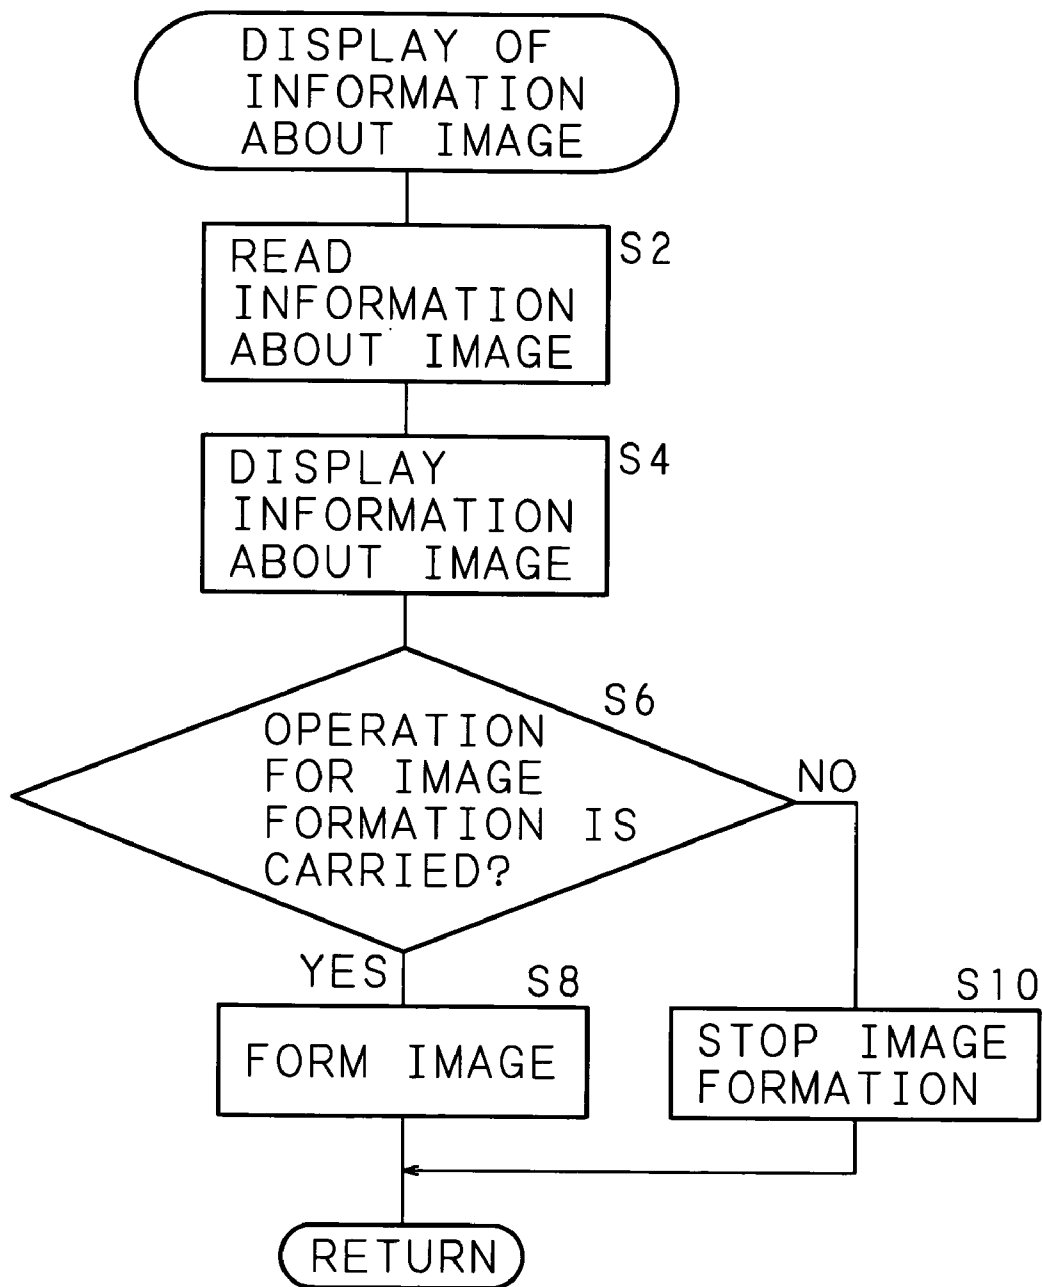 DISPLAY OF
INFORMATION
ABOUT IMAGE
S2
READ
INFORMATION
ABOUT IMAGE
S4
DISPLAY
INFORMATION
ABOUT IMAGE
S6
OPERATION
FOR IMAGE
FORMATION IS
CARRIED?
NO
YES
S8
FORM IMAGE
S10
STOP IMAGE
FORMATION
RETURN